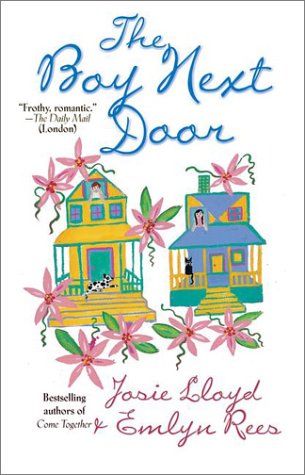 The
Boy Next
Door
“Frothy, romantic.”
—The Daily Mail
(London)
Bestselling
authors of
Come Together
Josie Lloyd
& Emlyn Rees